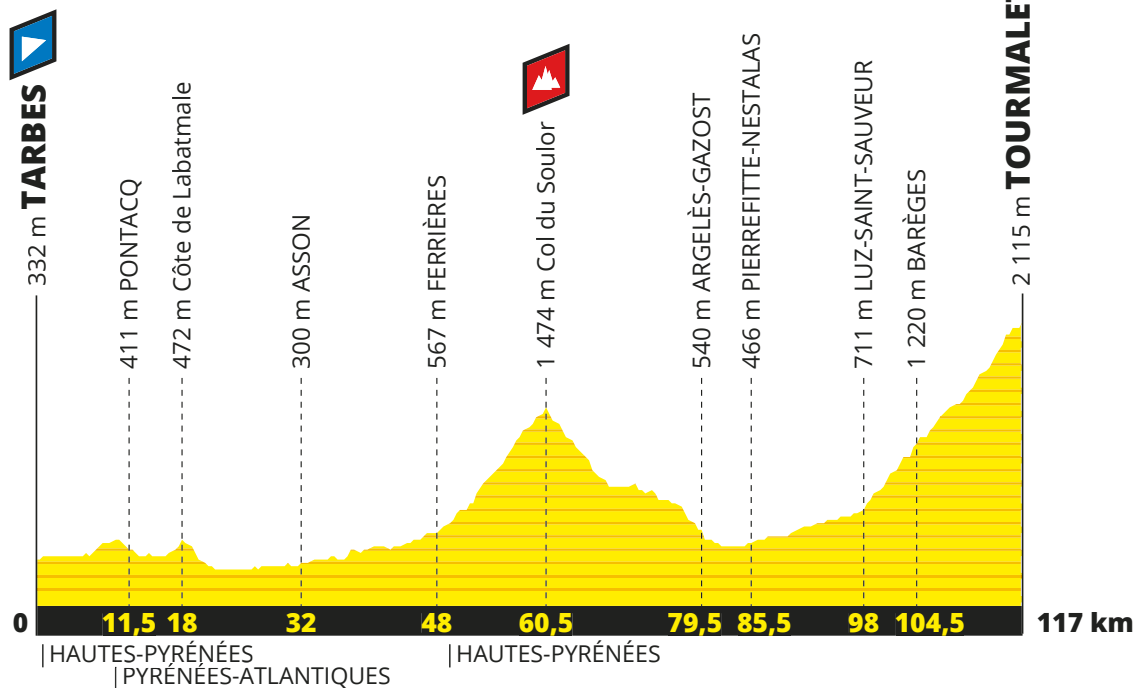 332 m TARBES
411 m PONTACQ
472 m Côte de Labatmale
300 m ASSON
567 m FERRIÈRES
1 474 m Col du Soulor
540 m ARGELÈS-GAZOST
466 m PIERREFITTE-NESTALAS
711 m LUZ-SAINT-SAUVEUR
1 220 m BARÈGES
2 115 m TOURMALET
0 11,5 18 32 48 60,5 79,5 85,5 98 104,5 117 km
|HAUTES-PYRÉNÉES |HAUTES-PYRÉNÉES
|PYRÉNÉES-ATLANTIQUES